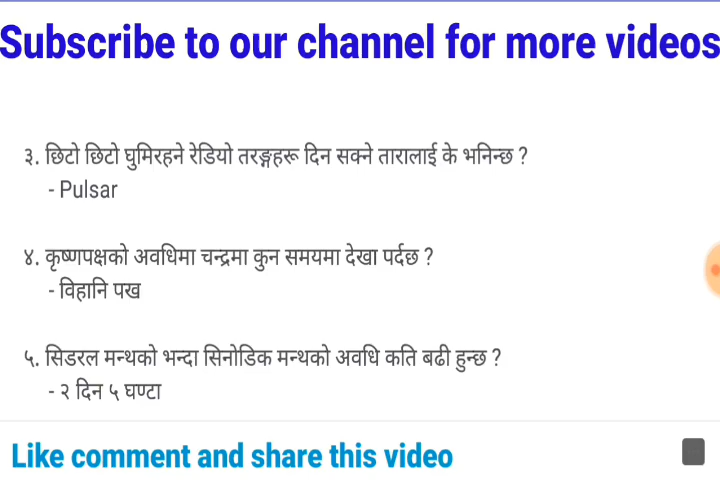 Subscribe to our channel for more videos
३. छिटो छिटो घुमिरहने रेडियो तरङ्गहरू दिन सक्ने तारालाई के भनिन्छ ?
- Pulsar
४. कृष्णपक्षको अवधिमा चन्द्रमा कुन समयमा देखा पर्दछ ?
- विहानि पख
५. सिडरल मन्थको भन्दा सिनोडिक मन्थको अवधि कति बढी हुन्छ ?
- २ दिन ५ घण्टा
Like comment and share this video